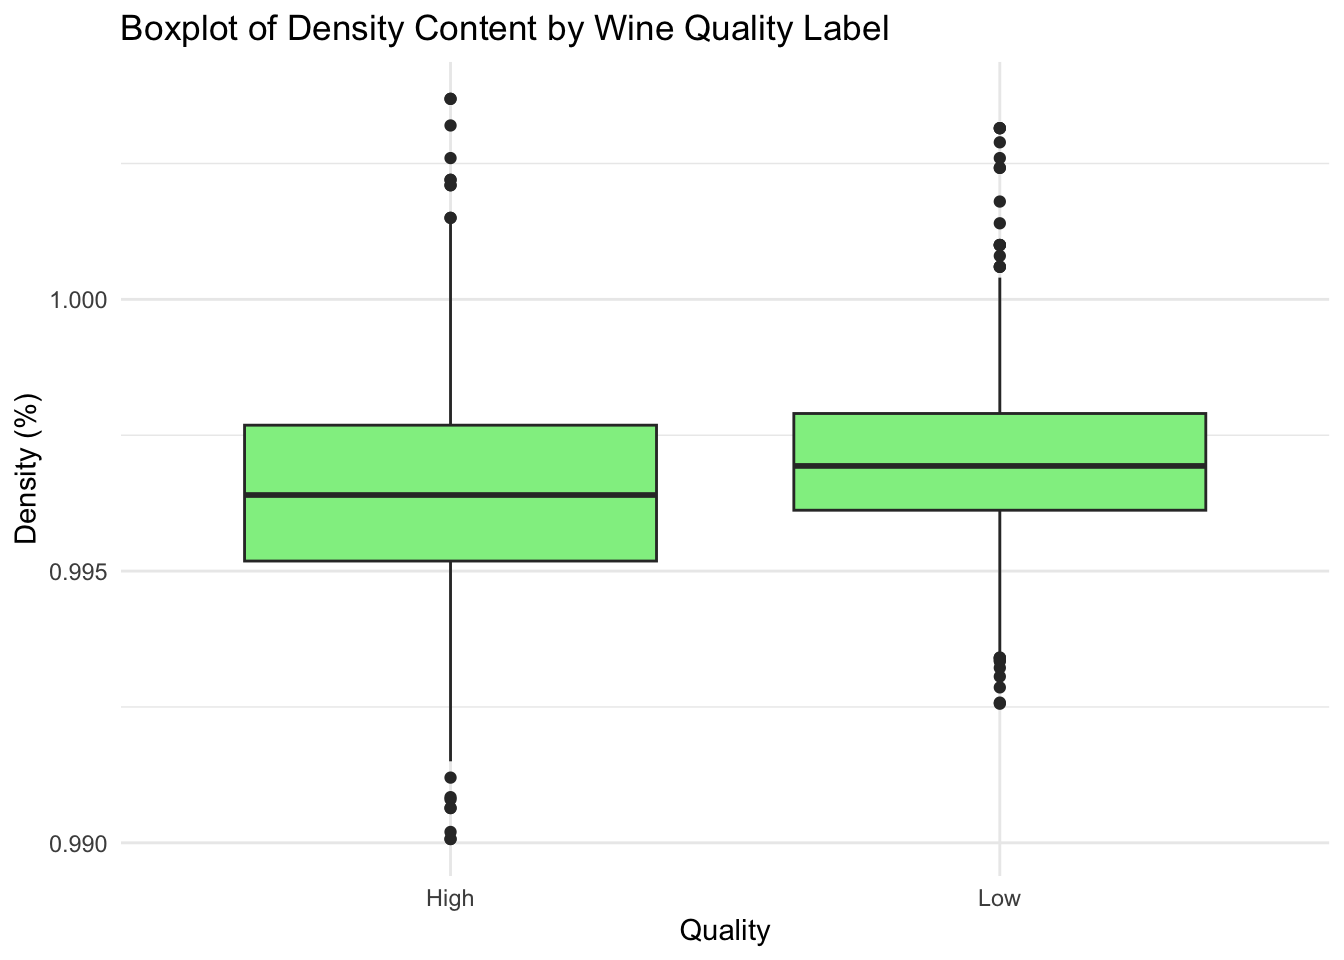 Boxplot of Density Content by Wine Quality Label
1.000
0.995
0.990
Density (%)
High
Low
Quality